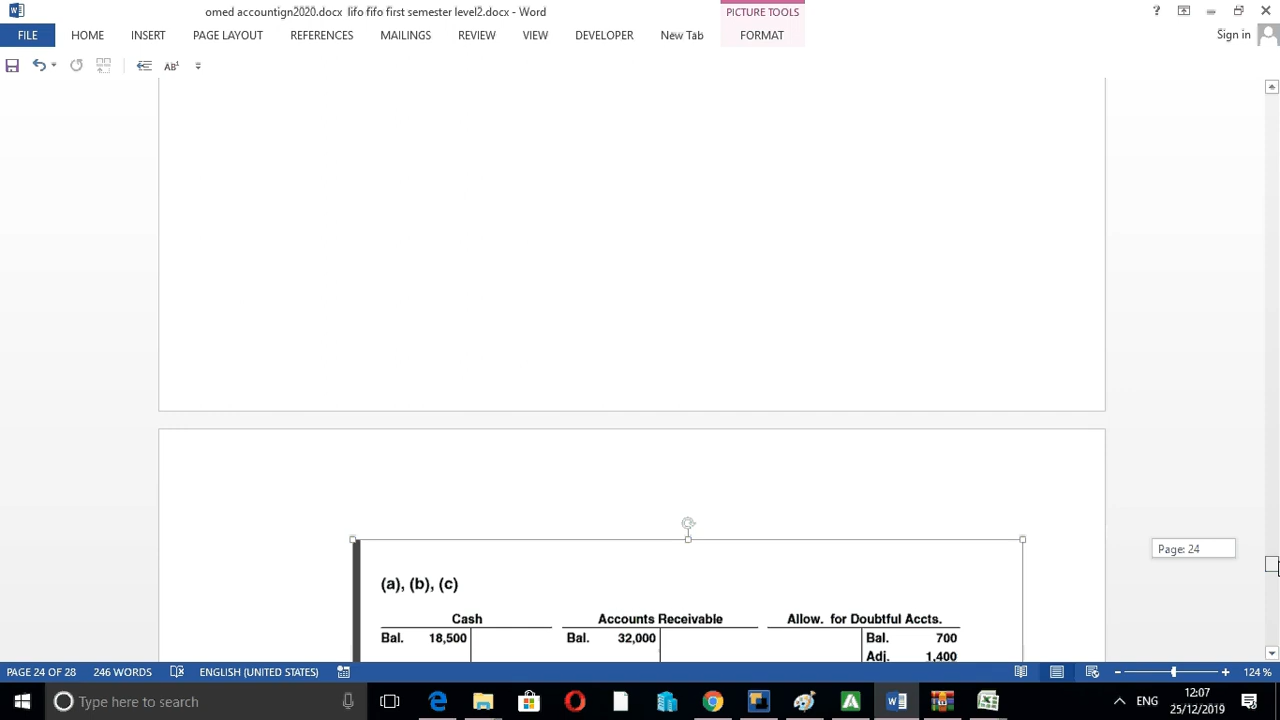 omed accountign2020.docx lifo fifo first semester level2.docx - Word
PICTURE TOOLS
?
FILE HOME INSERT PAGE LAYOUT REFERENCES MAILINGS REVIEW VIEW DEVELOPER New Tab FORMAT Sign in
AB¹
(a), (b), (c)
Cash Accounts Receivable Allow. for Doubtful Accts.
Bal. 18,500 Bal. 32,000 Bal. 700
Adj. 1,400
Page: 24
PAGE 24 OF 28 246 WORDS ENGLISH (UNITED STATES) 124 %
Type here to search
ENG
12:07
25/12/2019